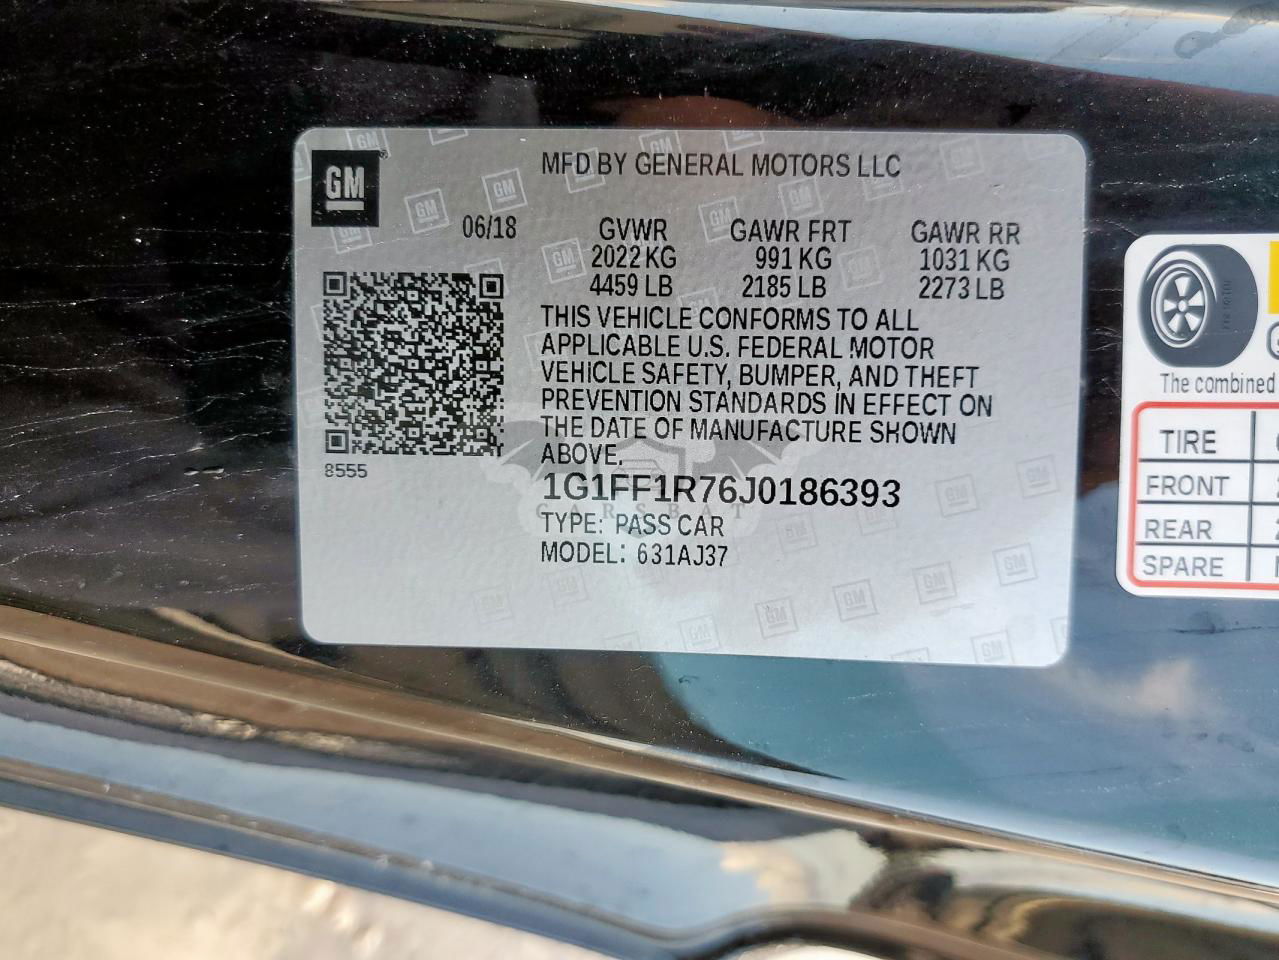 GM
MFD BY GENERAL MOTORS LLC
06/18 GVWR GAWR FRT GAWR RR
2022 KG 991 KG 1031 KG
4459 LB 2185 LB 2273 LB
THIS VEHICLE CONFORMS TO ALL
APPLICABLE U.S. FEDERAL MOTOR
VEHICLE SAFETY, BUMPER, AND THEFT
PREVENTION STANDARDS IN EFFECT ON
THE DATE OF MANUFACTURE SHOWN
ABOVE.
8555
1G1FF1R76J0186393
CARSBAT
TYPE: PASS CAR
MODEL: 631AJ37
The combined
TIRE
FRONT
REAR
SPARE